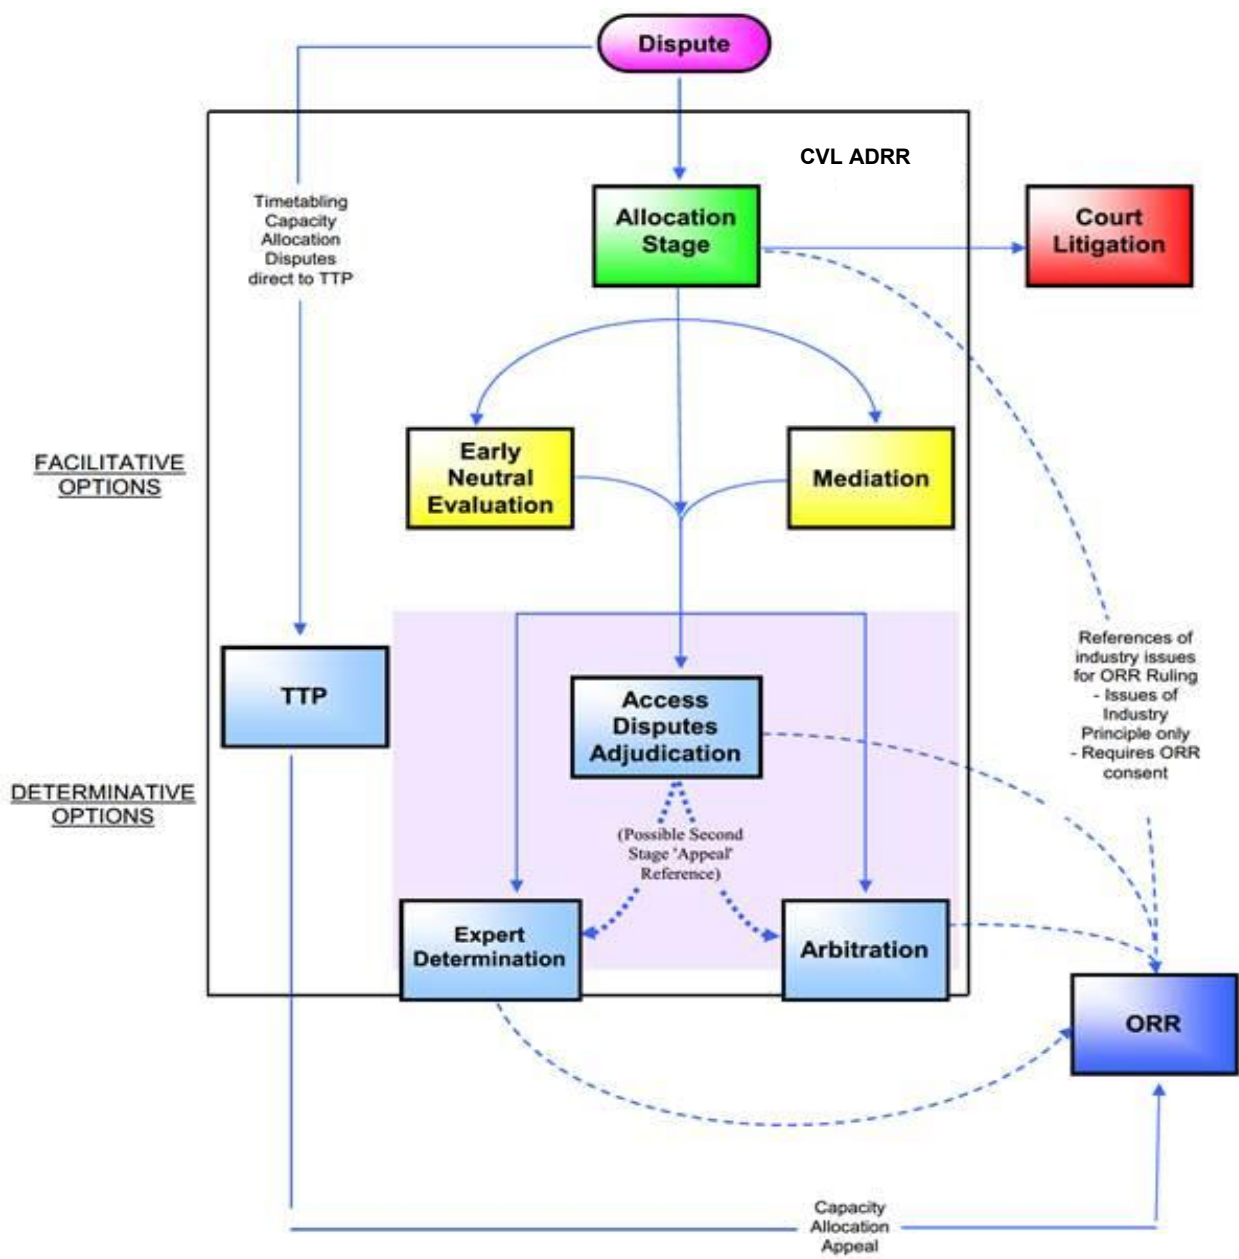 Dispute
CVL ADRR
Timetabling
Capacity
Allocation
Disputes
direct to TTP
Allocation
Stage
Court
Litigation
FACILITATIVE
OPTIONS
Early
Neutral
Evaluation
Mediation
References of
industry issues
for ORR Ruling
- Issues of
Industry
Principle only
- Requires ORR
consent
TTP
Access
Disputes
Adjudication
DETERMINATIVE
OPTIONS
(Possible Second
Stage 'Appeal'
Reference)
Expert
Determination
Arbitration
ORR
Capacity
Allocation
Appeal